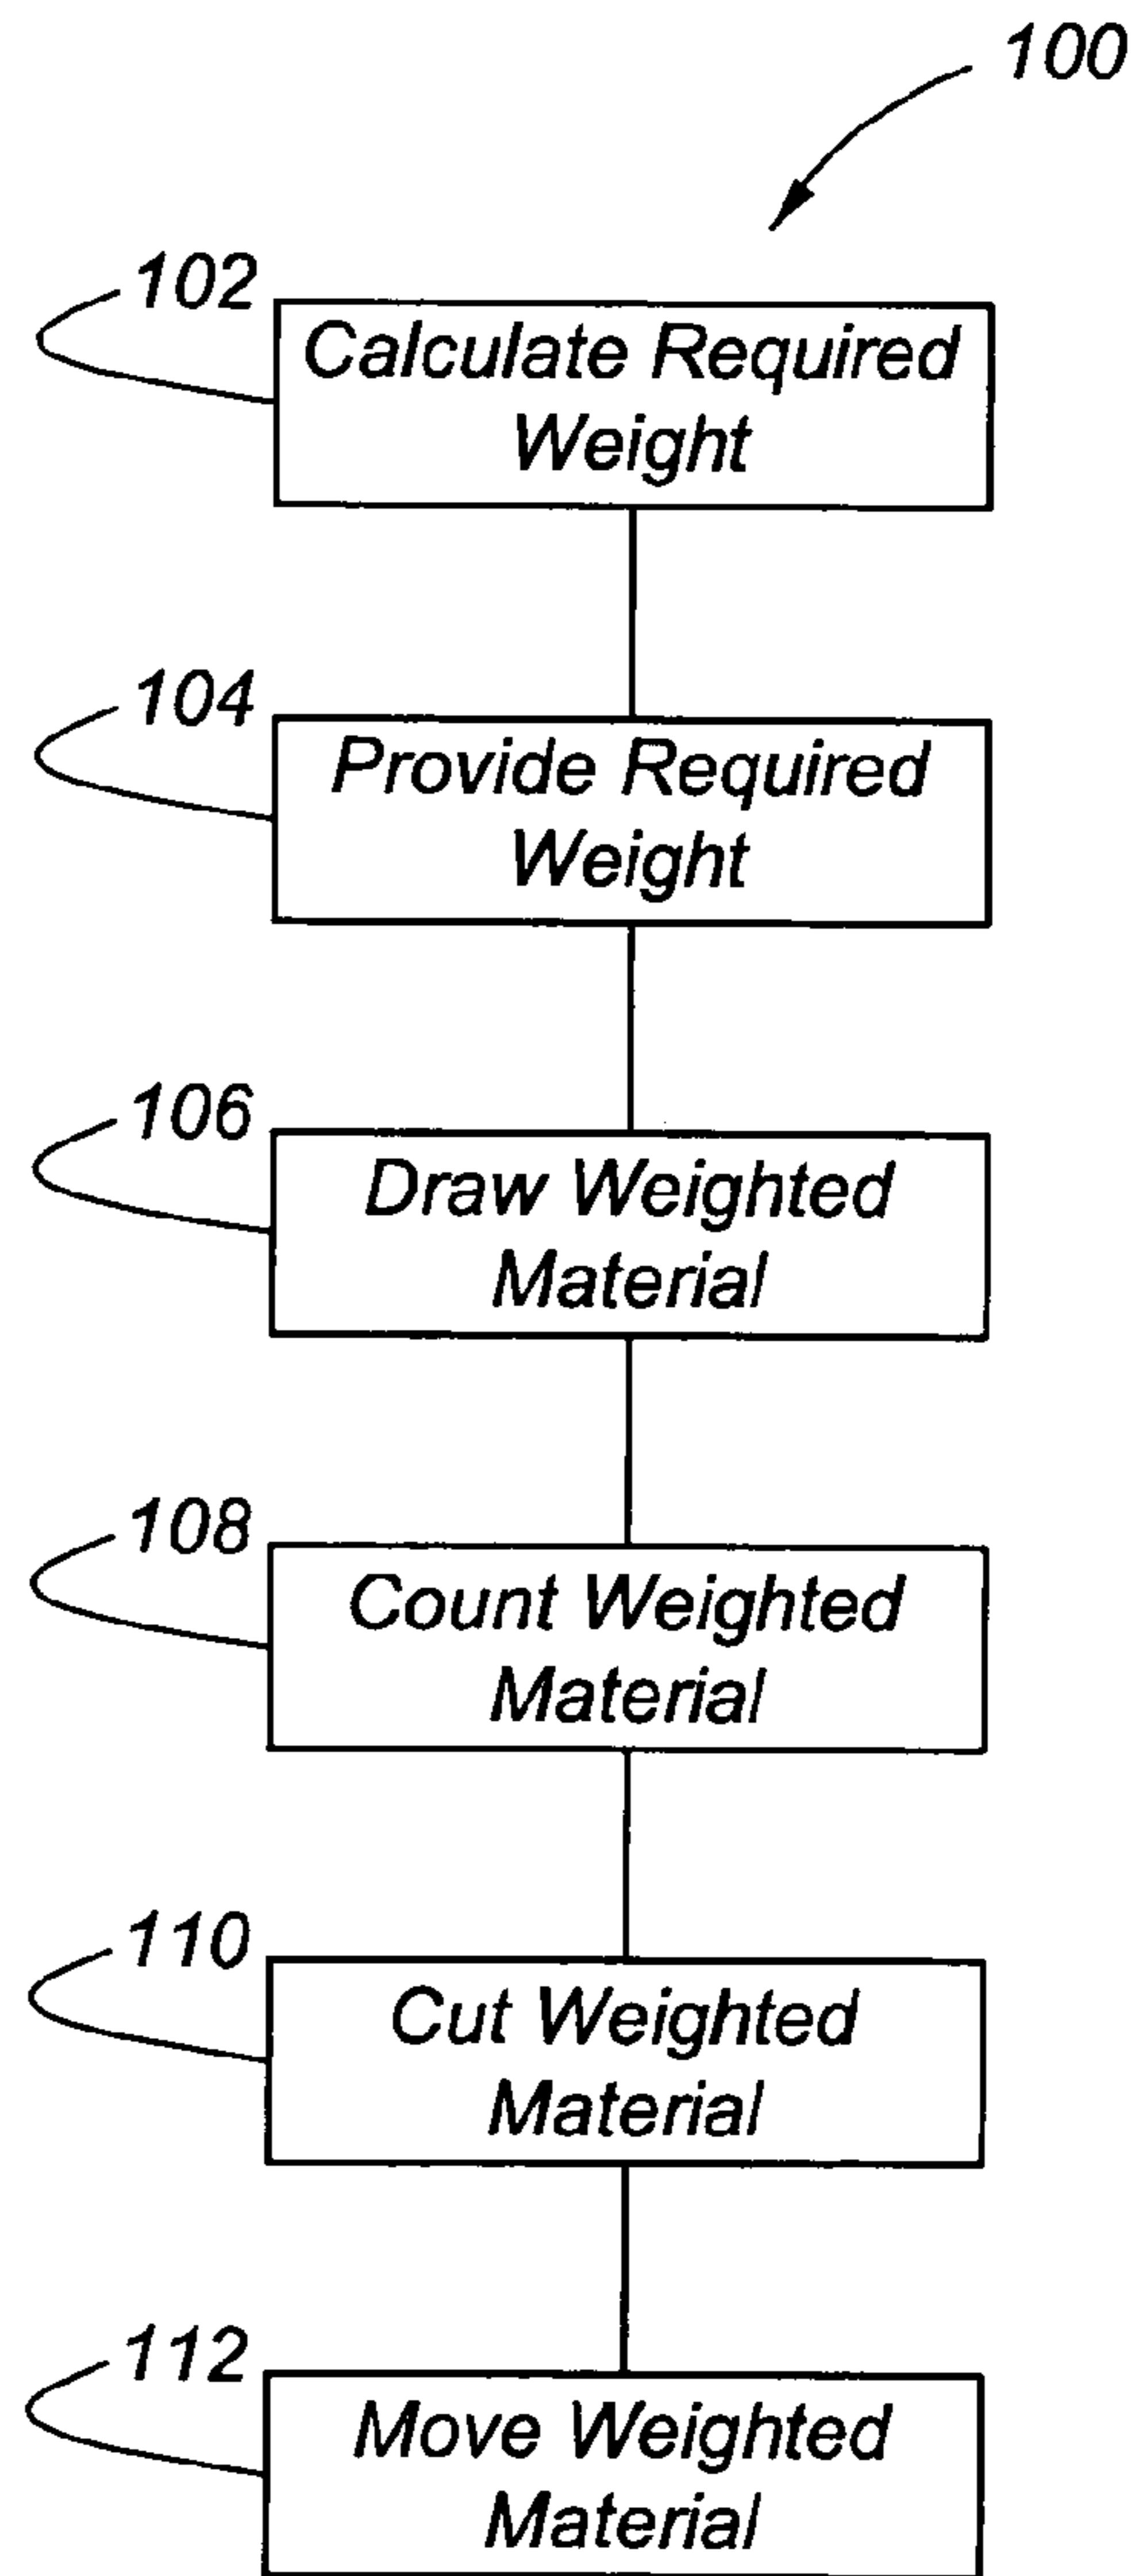 100
102
Calculate Required
Weight
104
Provide Required
Weight
106
Draw Weighted
Material
108
Count Weighted
Material
110
Cut Weighted
Material
112
Move Weighted
Material